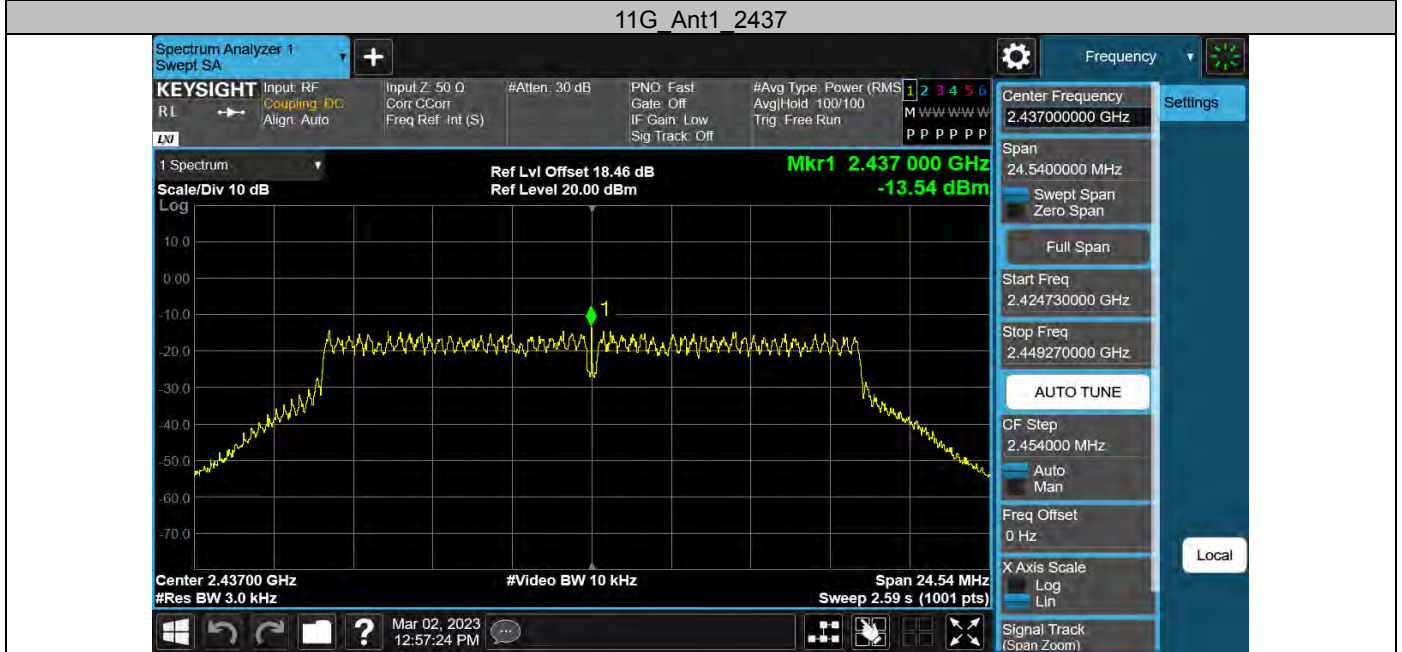 11G_Ant1_2437
Spectrum Analyzer 1
Swept SA
+
Frequency
KEYSIGHT
RL
LXI
Input: RF
Coupling: DC
Align: Auto
Input Z: 50 Ω
Corr CCorr
Freq Ref: Int (S)
#Atten: 30 dB
PNO: Fast
Gate: Off
IF Gain: Low
Sig Track: Off
#Avg Type: Power (RMS
Avg|Hold: 100/100
Trig: Free Run
1 2 3 4 5 6
M W W W W W
P P P P P P
Center Frequency
2.437000000 GHz
Settings
1 Spectrum
Scale/Div 10 dB
Log
Ref Lvl Offset 18.46 dB
Ref Level 20.00 dBm
Mkr1 2.437 000 GHz
-13.54 dBm
Span
24.5400000 MHz
Swept Span
Zero Span
Full Span
Start Freq
2.424730000 GHz
Stop Freq
2.449270000 GHz
AUTO TUNE
CF Step
2.454000 MHz
Auto
Man
Freq Offset
0 Hz
X Axis Scale
Log
Lin
Signal Track
(Span Zoom)
Local
10.0
0.00
-10.0
-20.0
-30.0
-40.0
-50.0
-60.0
-70.0
1
Center 2.43700 GHz
#Res BW 3.0 kHz
#Video BW 10 kHz
Span 24.54 MHz
Sweep 2.59 s (1001 pts)
?
Mar 02, 2023
12:57:24 PM